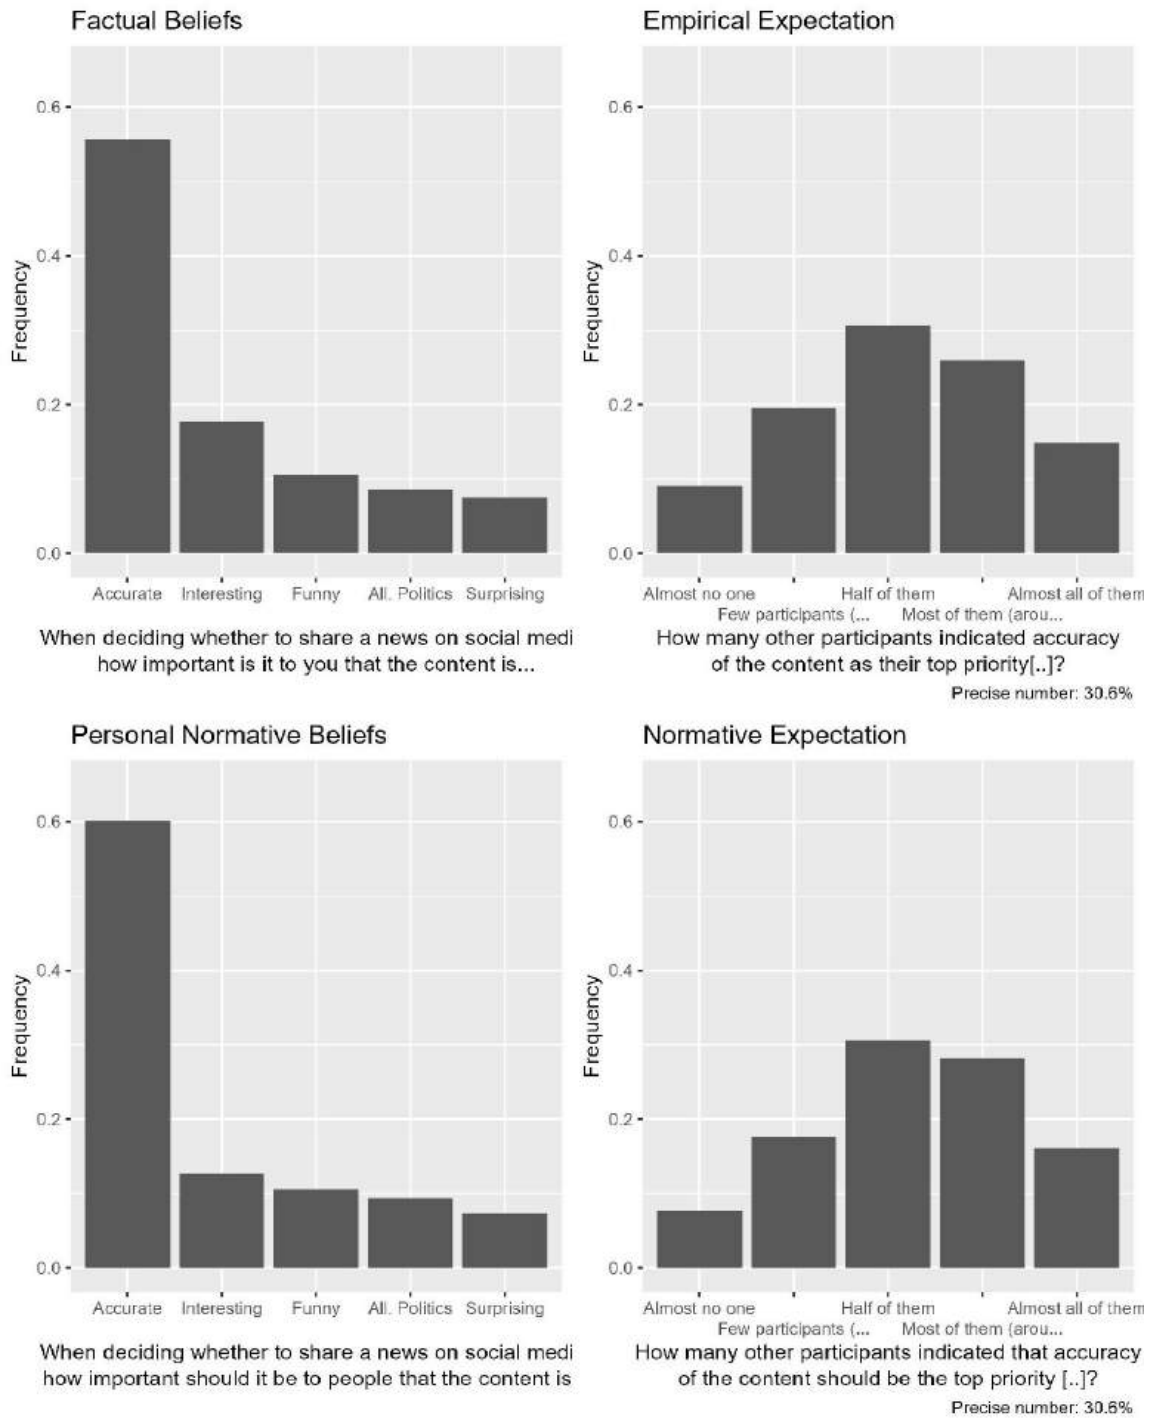 Factual Beliefs
Frequency
0.6
0.4
0.2
0.0
Accurate Interesting Funny All. Politics Surprising
When deciding whether to share a news on social medi
how important is it to you that the content is...
Empirical Expectation
Frequency
0.6
0.4
0.2
0.0
Almost no one Half of them Almost all of them
Few participants (... Most of them (arou...
How many other participants indicated accuracy
of the content as their top priority[..]?
Precise number: 30.6%
Personal Normative Beliefs
Frequency
0.6
0.4
0.2
0.0
Accurate Interesting Funny All. Politics Surprising
When deciding whether to share a news on social medi
how important should it be to people that the content is
Normative Expectation
Frequency
0.6
0.4
0.2
0.0
Almost no one Half of them Almost all of them
Few participants (... Most of them (arou...
How many other participants indicated that accuracy
of the content should be the top priority [..]?
Precise number: 30.6%